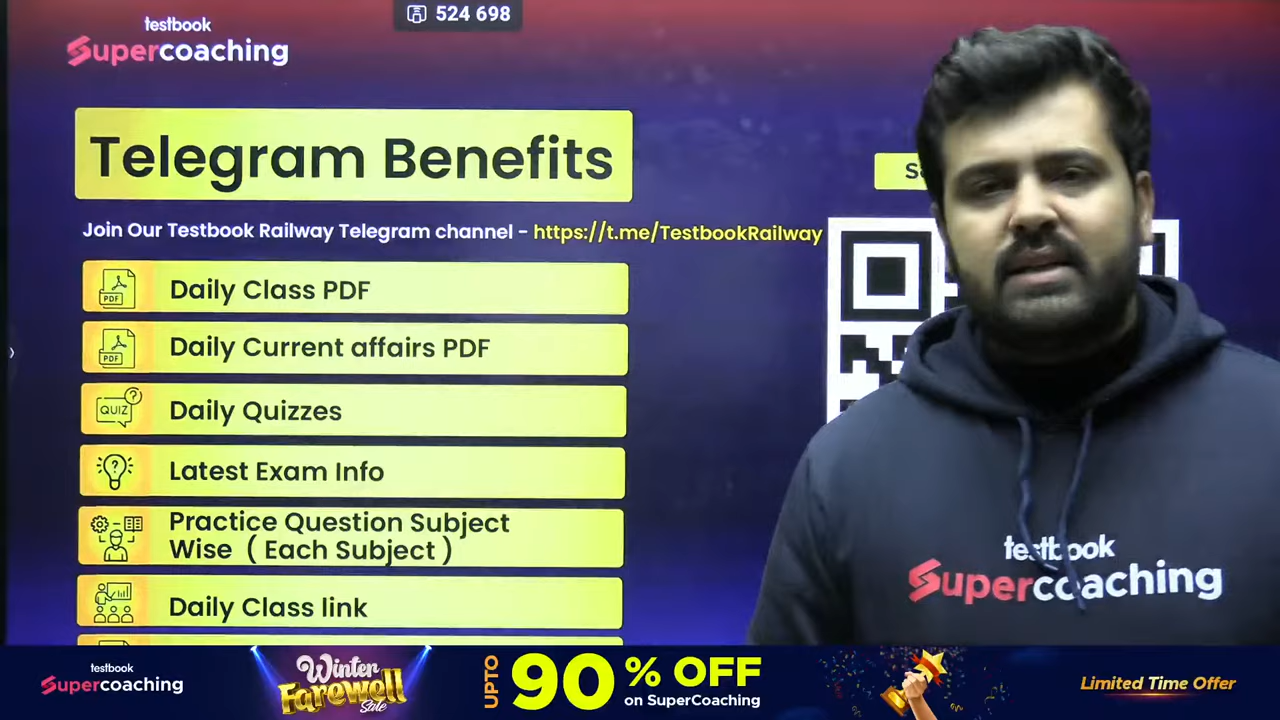 524 698
testbook
Supercoaching
Telegram Benefits
Join Our Testbook Railway Telegram channel - https://t.me/TestbookRailway
PDF
Daily Class PDF
PDF
Daily Current affairs PDF
QUIZ
Daily Quizzes
Latest Exam Info
Practice Question Subject
Wise ( Each Subject )
Daily Class link
testbook
Supercoaching
testbook
Supercoaching
Winter
Farewell
Sale
UPTO 90 % OFF
on SuperCoaching
Limited Time Offer